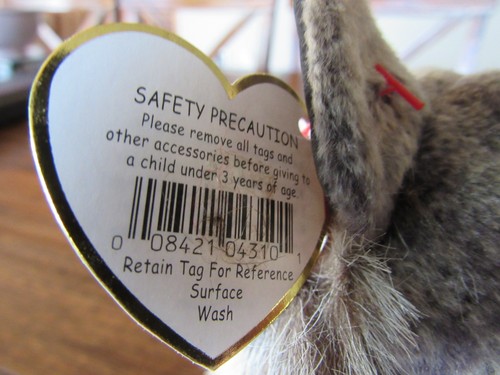 SAFETY PRECAUTION
Please remove all tags and
other accessories before giving to
a child under 3 years of age.
0 08421 04310 1
Retain Tag For Reference
Surface
Wash